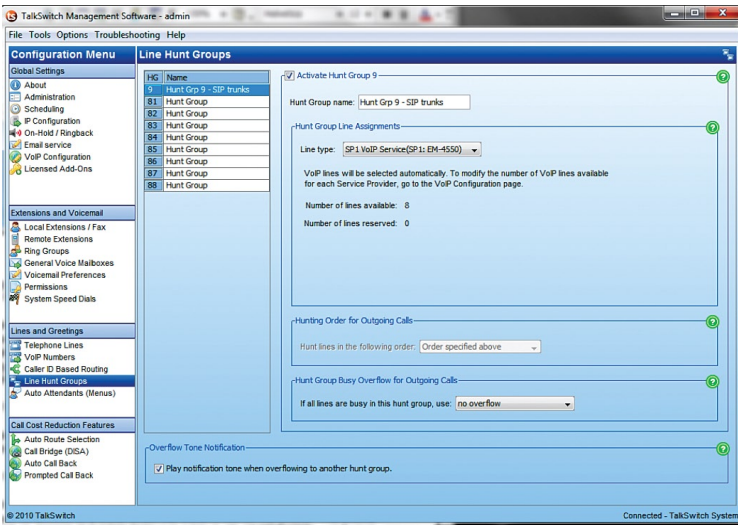 TalkSwitch Management Software - admin
File Tools Options Troubleshooting Help
Configuration Menu
Global Settings
About
Administration
Scheduling
IP Configuration
On-Hold / Ringback
Email service
VoIP Configuration
Licensed Add-Ons
Extensions and Voicemail
Local Extensions / Fax
Remote Extensions
Ring Groups
General Voice Mailboxes
Voicemail Preferences
Permissions
System Speed Dials
Lines and Greetings
Telephone Lines
VoIP Numbers
Caller ID Based Routing
Line Hunt Groups
Auto Attendants (Menus)
Call Cost Reduction Features
Auto Route Selection
Call Bridge (DISA)
Auto Call Back
Prompted Call Back
Line Hunt Groups
HG Name
9 Hunt Grp 9 - SIP trunks
81 Hunt Group
82 Hunt Group
83 Hunt Group
84 Hunt Group
85 Hunt Group
86 Hunt Group
87 Hunt Group
88 Hunt Group
Activate Hunt Group 9
Hunt Group name: Hunt Grp 9 - SIP trunks
Hunt Group Line Assignments
Line type: SP1 VoIP Service(SP1: EM-4550)
VoIP lines will be selected automatically. To modify the number of VoIP lines available
for each Service Provider, go to the VoIP Configuration page.
Number of lines available: 8
Number of lines reserved: 0
Hunting Order for Outgoing Calls
Hunt lines in the following order: Order specified above
Hunt Group Busy Overflow for Outgoing Calls
If all lines are busy in this hunt group, use: no overflow
Overflow Tone Notification
Play notification tone when overflowing to another hunt group.
© 2010 TalkSwitch
Connected - TalkSwitch System